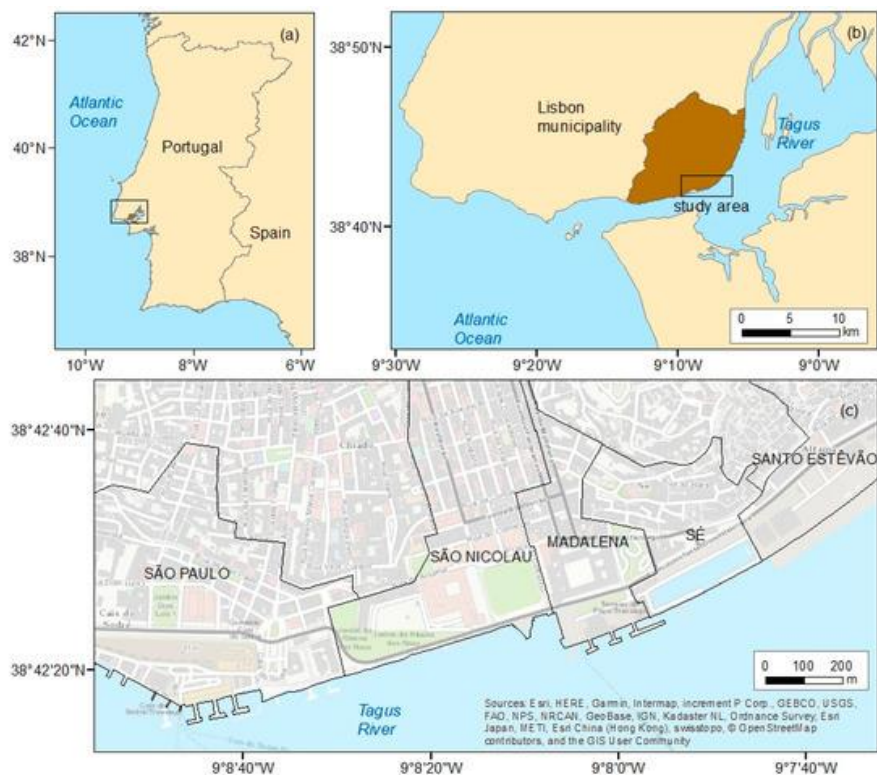 42°N
40°N
38°N
(a)
Atlantic
Ocean
Portugal
Spain
10°W
8°W
6°W
38°50'N
38°40'N
(b)
Lisbon
municipality
Tagus
River
study area
Atlantic
Ocean
0 5 10
km
9°30'W
9°20'W
9°10'W
9°0'W
38°42'40"N
38°42'20"N
(c)
Chiado
SANTO ESTÊVÃO
SÉ
MADALENA
SÃO NICOLAU
SÃO PAULO
Cais do
Sodré
Tagus
River
0 100 200
m
Sources: Esri, HERE, Garmin, Intermap, increment P Corp., GEBCO, USGS,
FAO, NPS, NRCAN, GeoBase, IGN, Kadaster NL, Ordnance Survey, Esri
Japan, METI, Esri China (Hong Kong), swisstopo, © OpenStreetMap
contributors, and the GIS User Community
9°8'40"W
9°8'20"W
9°8'0"W
9°7'40"W